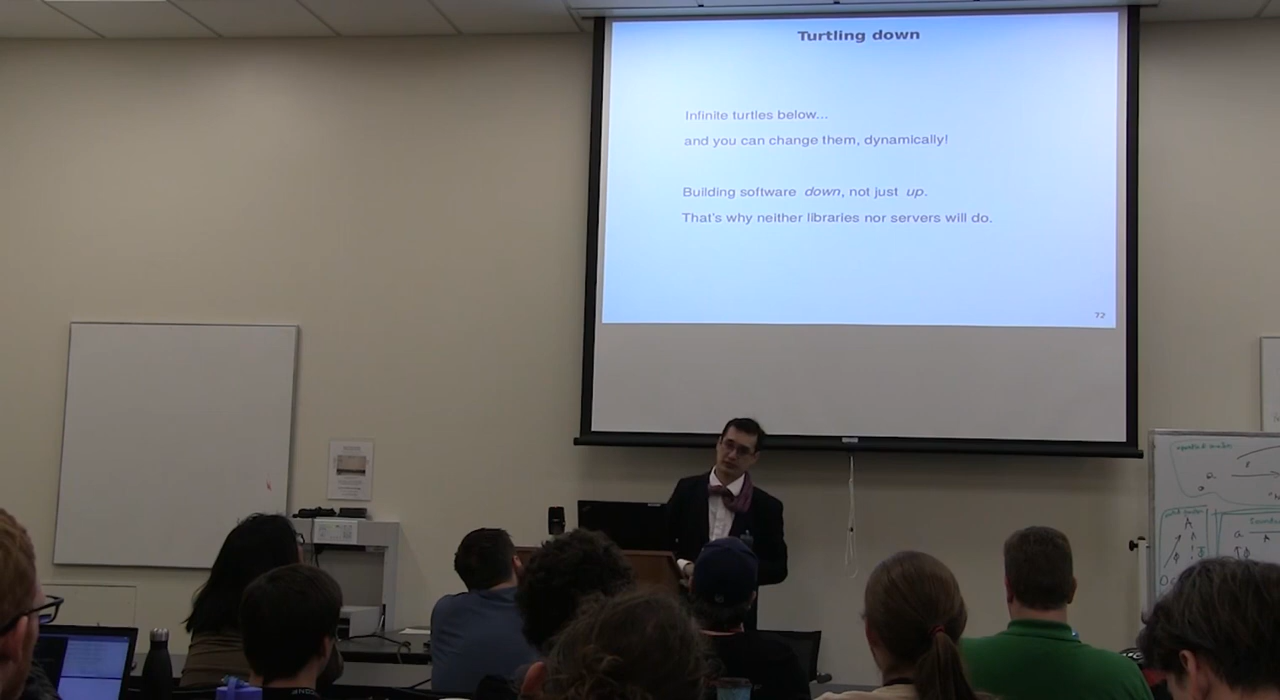 Turtling down
Infinite turtles below...
and you can change them, dynamically!
Building software down, not just up.
That's why neither libraries nor servers will do.
72